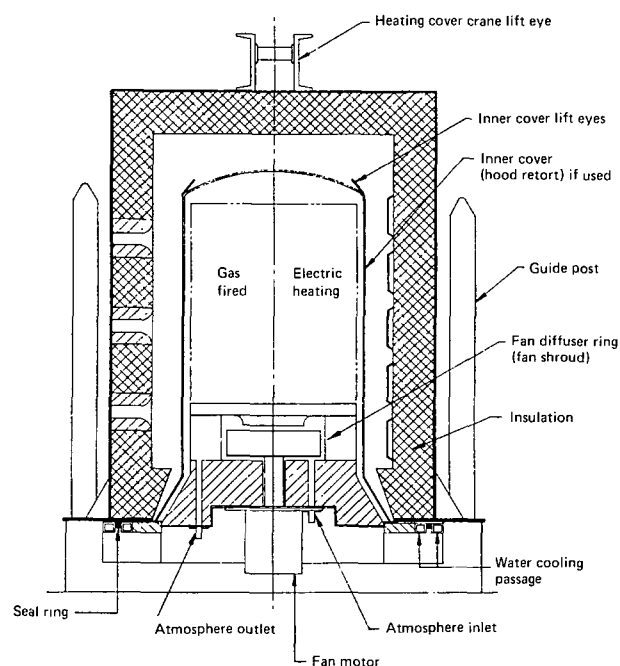 Heating cover crane lift eye
Inner cover lift eyes
Inner cover
(hood retort) if used
Gas
fired
Electric
heating
Guide post
Fan diffuser ring
(fan shroud)
Insulation
Water cooling
passage
Seal ring
Atmosphere outlet
Atmosphere inlet
Fan motor